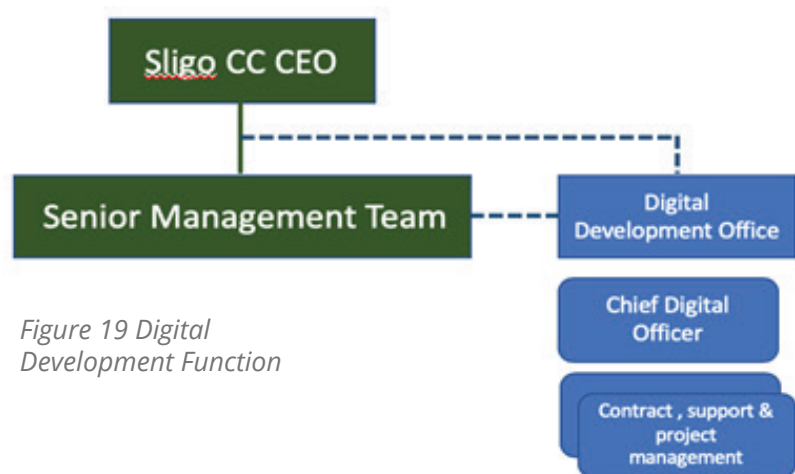 Sligo CC CEO
Senior Management Team
Digital
Development Office
Chief Digital
Officer
Contract , support &
project
management
Figure 19 Digital
Development Function